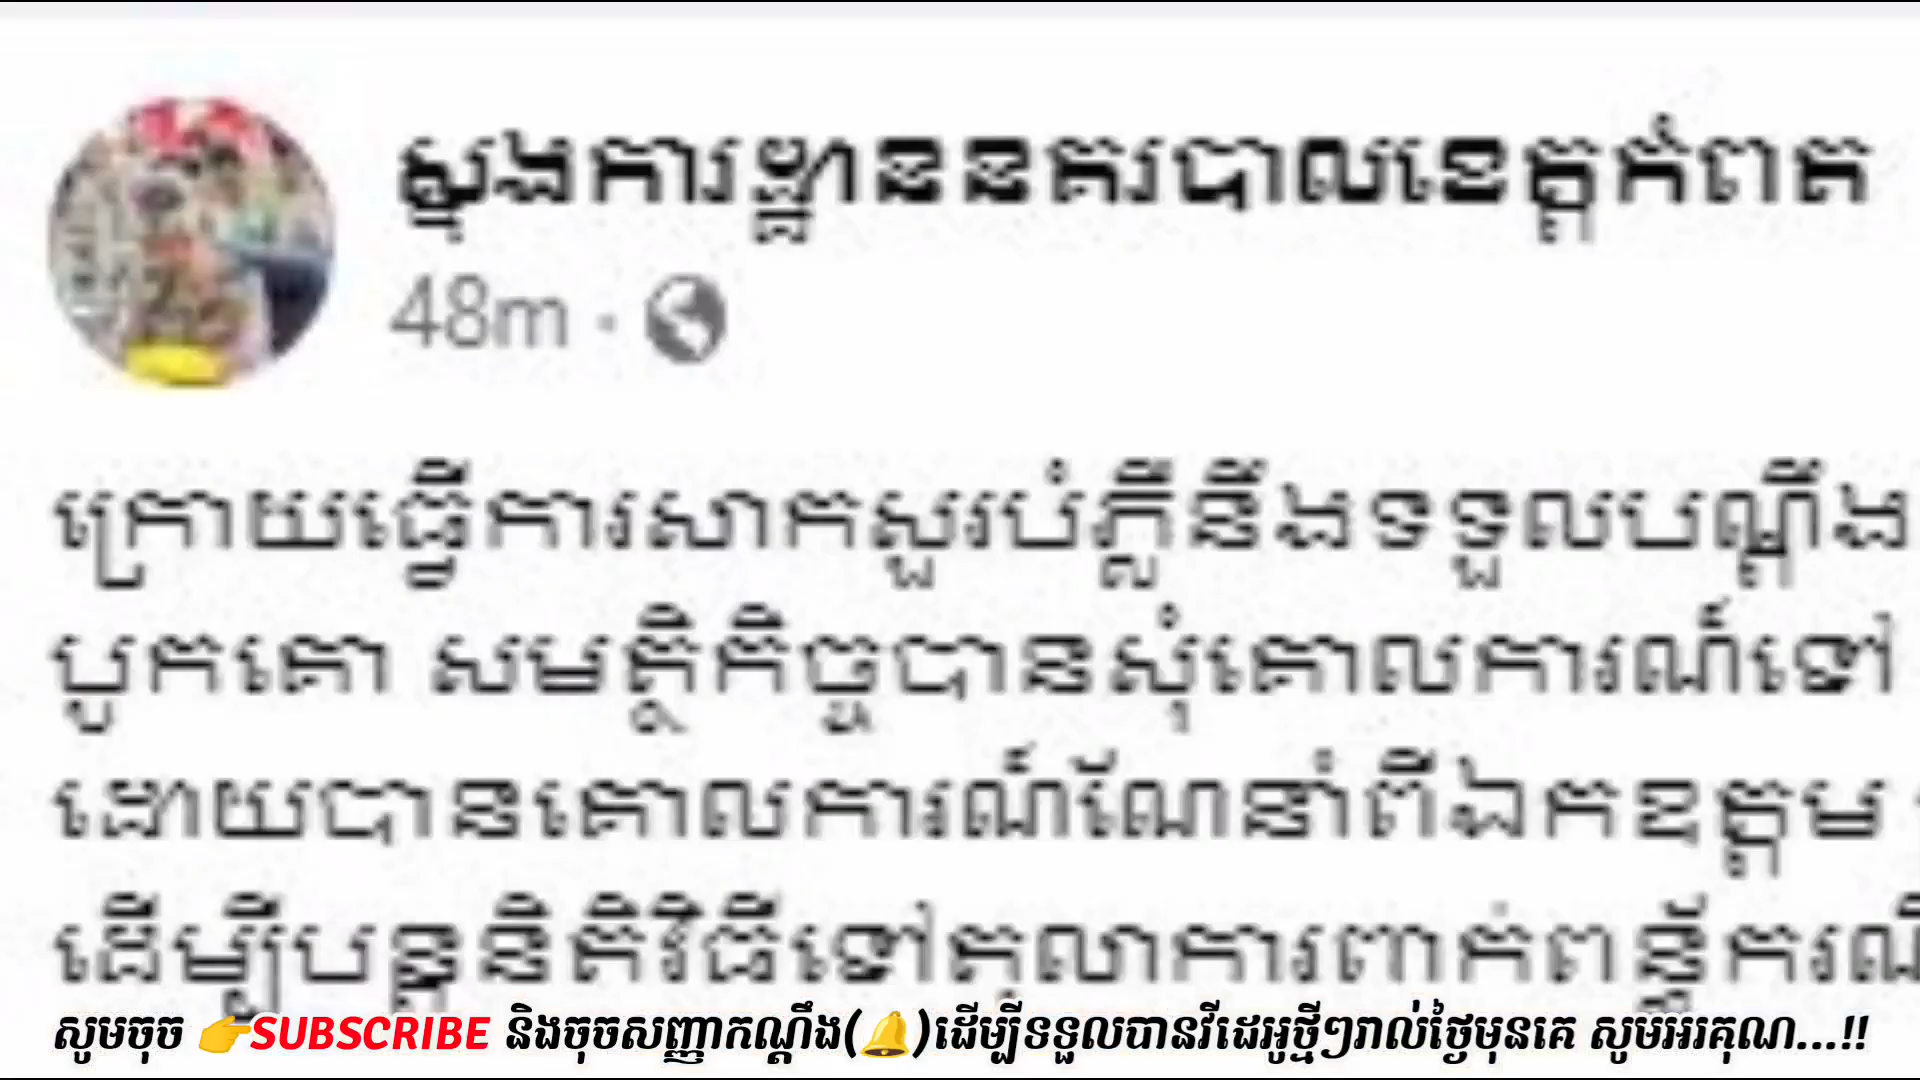 ស្នងការដ្ឋាននគរបាលខេត្តកំពត
48m ·
ក្រោយធ្វើការសាកសួរបំភ្លឺនិងទទួលបណ្តឹង
បូកគោ សមត្ថកិច្ចបានសុំគោលការណ៍ទៅ
ដោយបានគោលការណ៍ណែនាំពីឯកឧត្តម
ដើម្បីបន្តនីតិវិធីទៅតុលាការពាក់ព័ន្ធករណី
សូមចុច 👉SUBSCRIBE និងចុចសញ្ញាកណ្ដឹង(🔔)ដើម្បីទទួលបានវីដេអូថ្មីៗរាល់ថ្ងៃមុនគេ សូមអរគុណ...!!